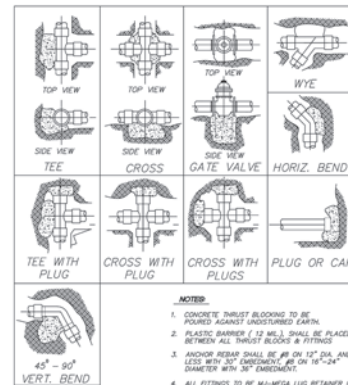 TOP VIEW
TOP VIEW
TOP VIEW
WYE
SIDE VIEW
SIDE VIEW
SIDE VIEW
TEE
CROSS
GATE VALVE
HORIZ. BEND
TEE WITH
PLUG
CROSS WITH
PLUG
CROSS WITH
PLUGS
PLUG OR CAP
45° - 90°
VERT. BEND
NOTES:
1. CONCRETE THRUST BLOCKING TO BE
POURED AGAINST UNDISTURBED EARTH.
2. PLASTIC BARRIER ( 12 MIL.), SHALL BE PLACED
BETWEEN ALL THRUST BLOCKS & FITTINGS
3. ANCHOR REBAR SHALL BE #8 ON 12" DIA. AND
LESS WITH 30" EMBEDMENT, #8 ON 16"-24"
DIAMETER WITH 36" EMBEDMENT.
4. ALL FITTINGS TO BE MJ-MEGA LUG RETAINER